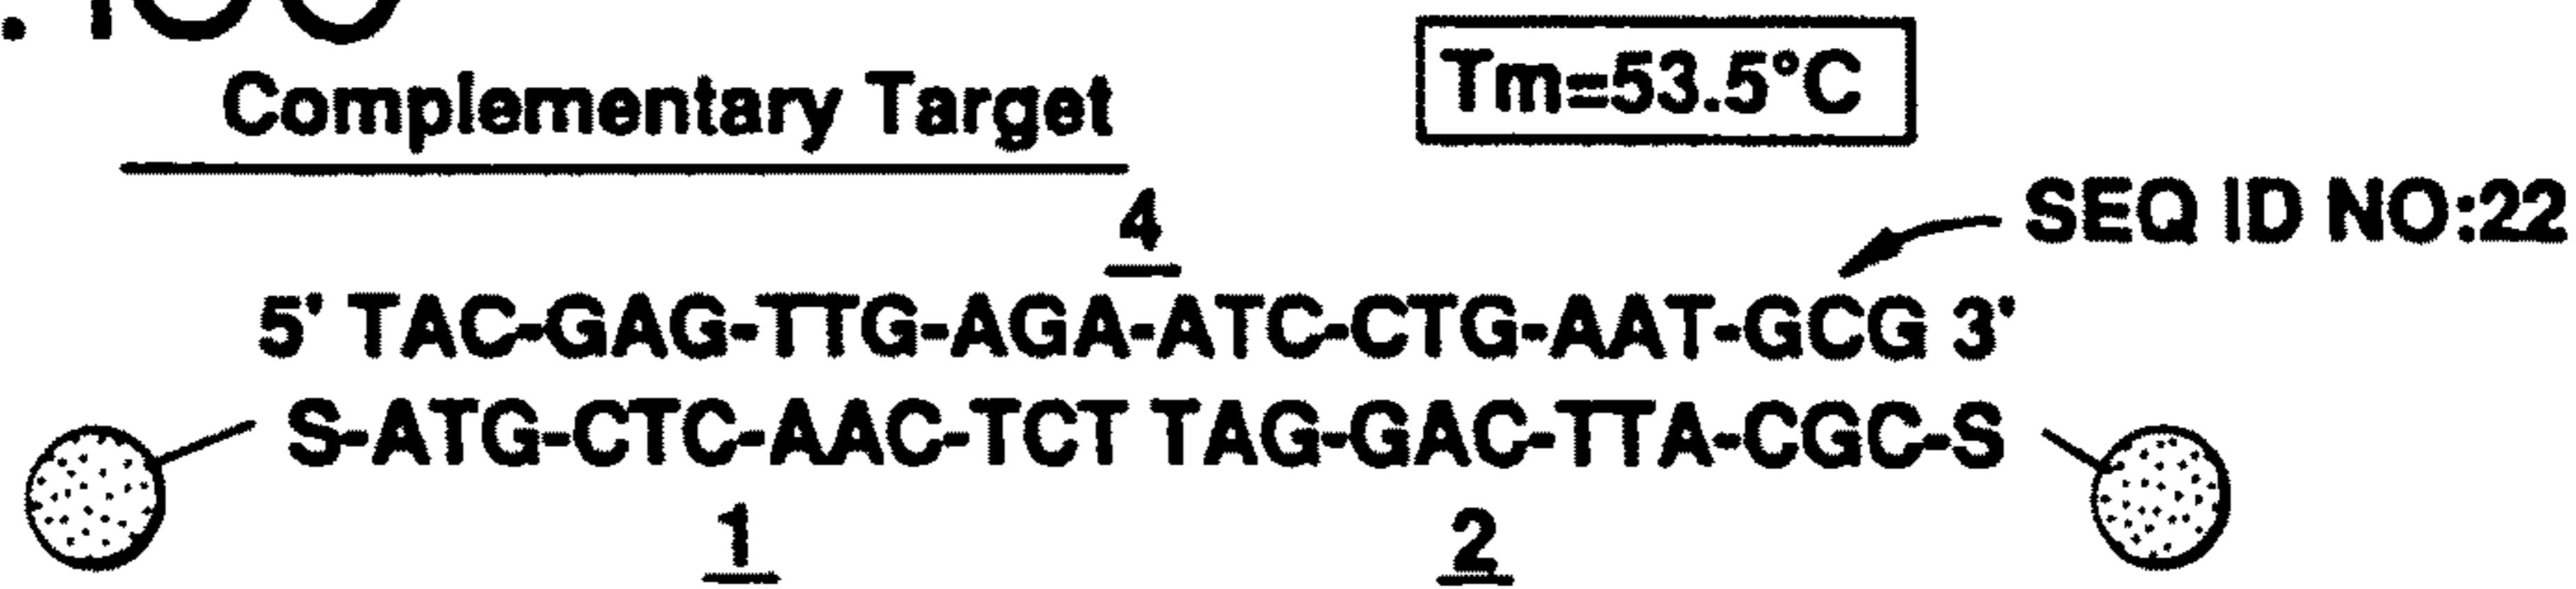 Complementary Target
Tm=53.5°C
4
SEQ ID NO:22
5' TAC-GAG-TTG-AGA-ATC-CTG-AAT-GCG 3'
S-ATG-CTC-AAC-TCT TAG-GAC-TTA-CGC-S
1
2